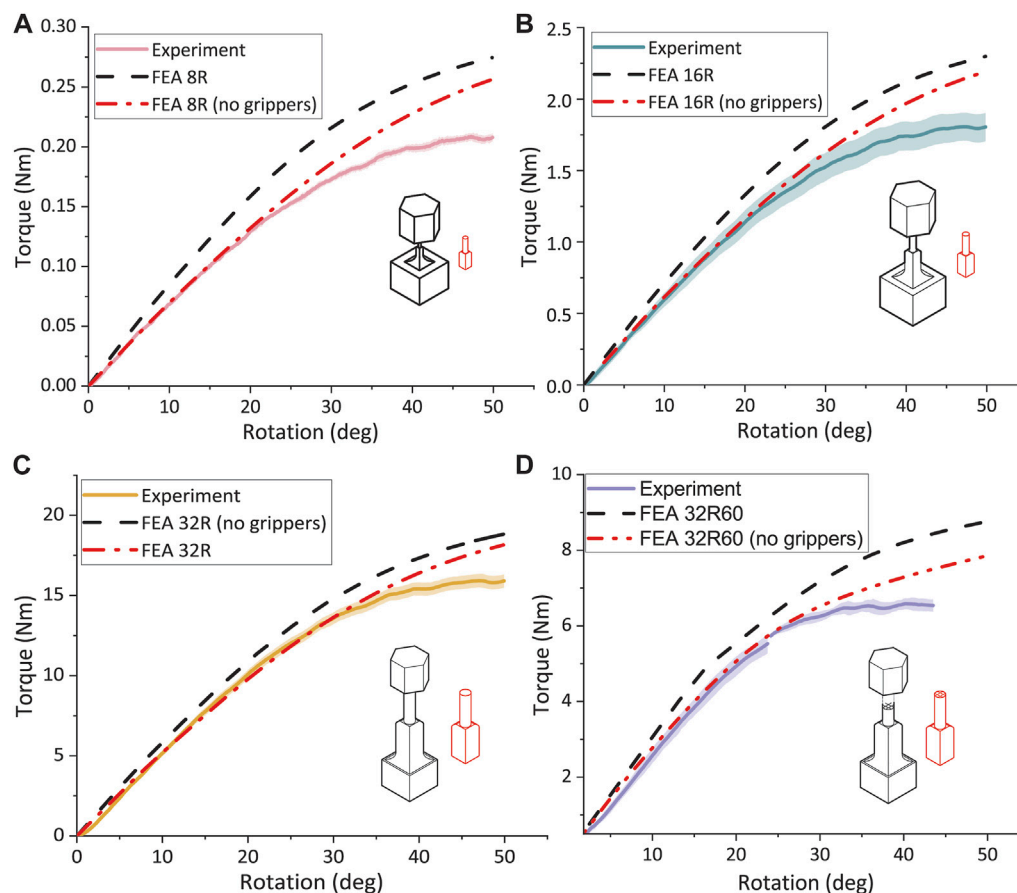 A
0.30
0.25
0.20
0.15
0.10
0.05
0.00
Torque (Nm)
Experiment
FEA 8R
FEA 8R (no grippers)
0 10 20 30 40 50
Rotation (deg)
B
2.5
2.0
1.5
1.0
0.5
0.0
Torque (Nm)
Experiment
FEA 16R
FEA 16R (no grippers)
0 10 20 30 40 50
Rotation (deg)
C
20
15
10
5
0
Torque (Nm)
Experiment
FEA 32R (no grippers)
FEA 32R
0 10 20 30 40 50
Rotation (deg)
D
10
8
6
4
2
Torque (Nm)
Experiment
FEA 32R60
FEA 32R60 (no grippers)
10 20 30 40 50
Rotation (deg)